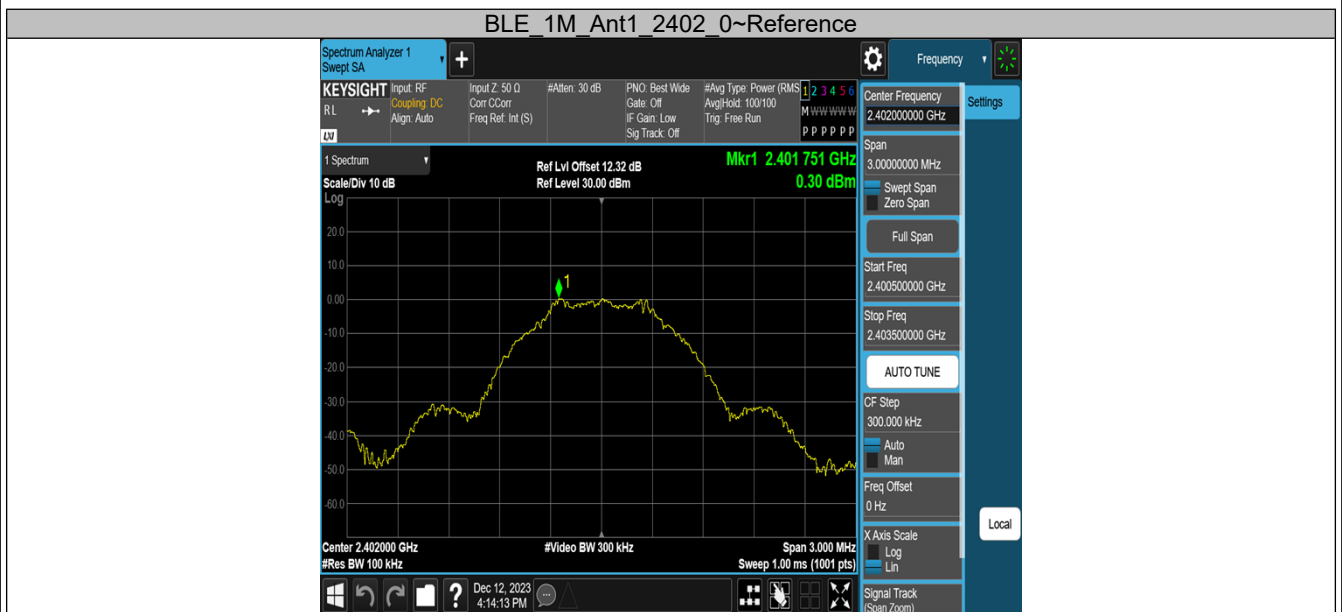 BLE_1M_Ant1_2402_0~Reference
Spectrum Analyzer 1
Swept SA
+
Frequency
KEYSIGHT
RL
LXI
Input: RF
Coupling: DC
Align: Auto
Input Z: 50 Ω
Corr CCorr
Freq Ref: Int (S)
#Atten: 30 dB
PNO: Best Wide
Gate: Off
IF Gain: Low
Sig Track: Off
#Avg Type: Power (RMS
Avg|Hold: 100/100
Trig: Free Run
1 2 3 4 5 6
M W W W W W
P P P P P P
1 Spectrum
Scale/Div 10 dB
Ref Lvl Offset 12.32 dB
Ref Level 30.00 dBm
Mkr1 2.401 751 GHz
0.30 dBm
Log
20.0
10.0
0.00
-10.0
-20.0
-30.0
-40.0
-50.0
-60.0
1
Center 2.402000 GHz
#Res BW 100 kHz
#Video BW 300 kHz
Span 3.000 MHz
Sweep 1.00 ms (1001 pts)
Center Frequency
2.402000000 GHz
Span
3.00000000 MHz
Swept Span
Zero Span
Full Span
Start Freq
2.400500000 GHz
Stop Freq
2.403500000 GHz
AUTO TUNE
CF Step
300.000 kHz
Auto
Man
Freq Offset
0 Hz
X Axis Scale
Log
Lin
Signal Track
(Span Zoom)
Settings
Local
?
Dec 12, 2023
4:14:13 PM